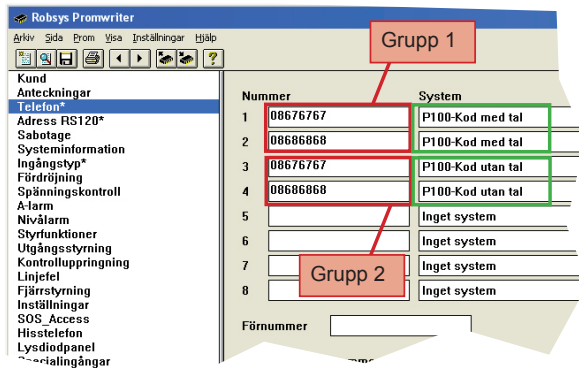 Robsys Promwriter
Arkiv Sida Prom Visa Inställningar Hjälp
Grupp 1
Kund
Anteckningar
Telefon*
Adress RS120*
Sabotage
Systeminformation
Ingångstyp*
Fördröjning
Spänningskontroll
A-larm
Nivålarm
Styrfunktioner
Utgångsstyrning
Kontrolluppringning
Linjefel
Fjärrstyrning
Inställningar
SOS_Access
Hisstelefon
Lysdiodpanel
Specialingångar
Nummer System
1 08676767 P100-Kod med tal
2 08686868 P100-Kod med tal
3 08676767 P100-Kod utan tal
4 08686868 P100-Kod utan tal
5 Inget system
6 Inget system
7 Inget system
8 Inget system
Grupp 2
Förnummer